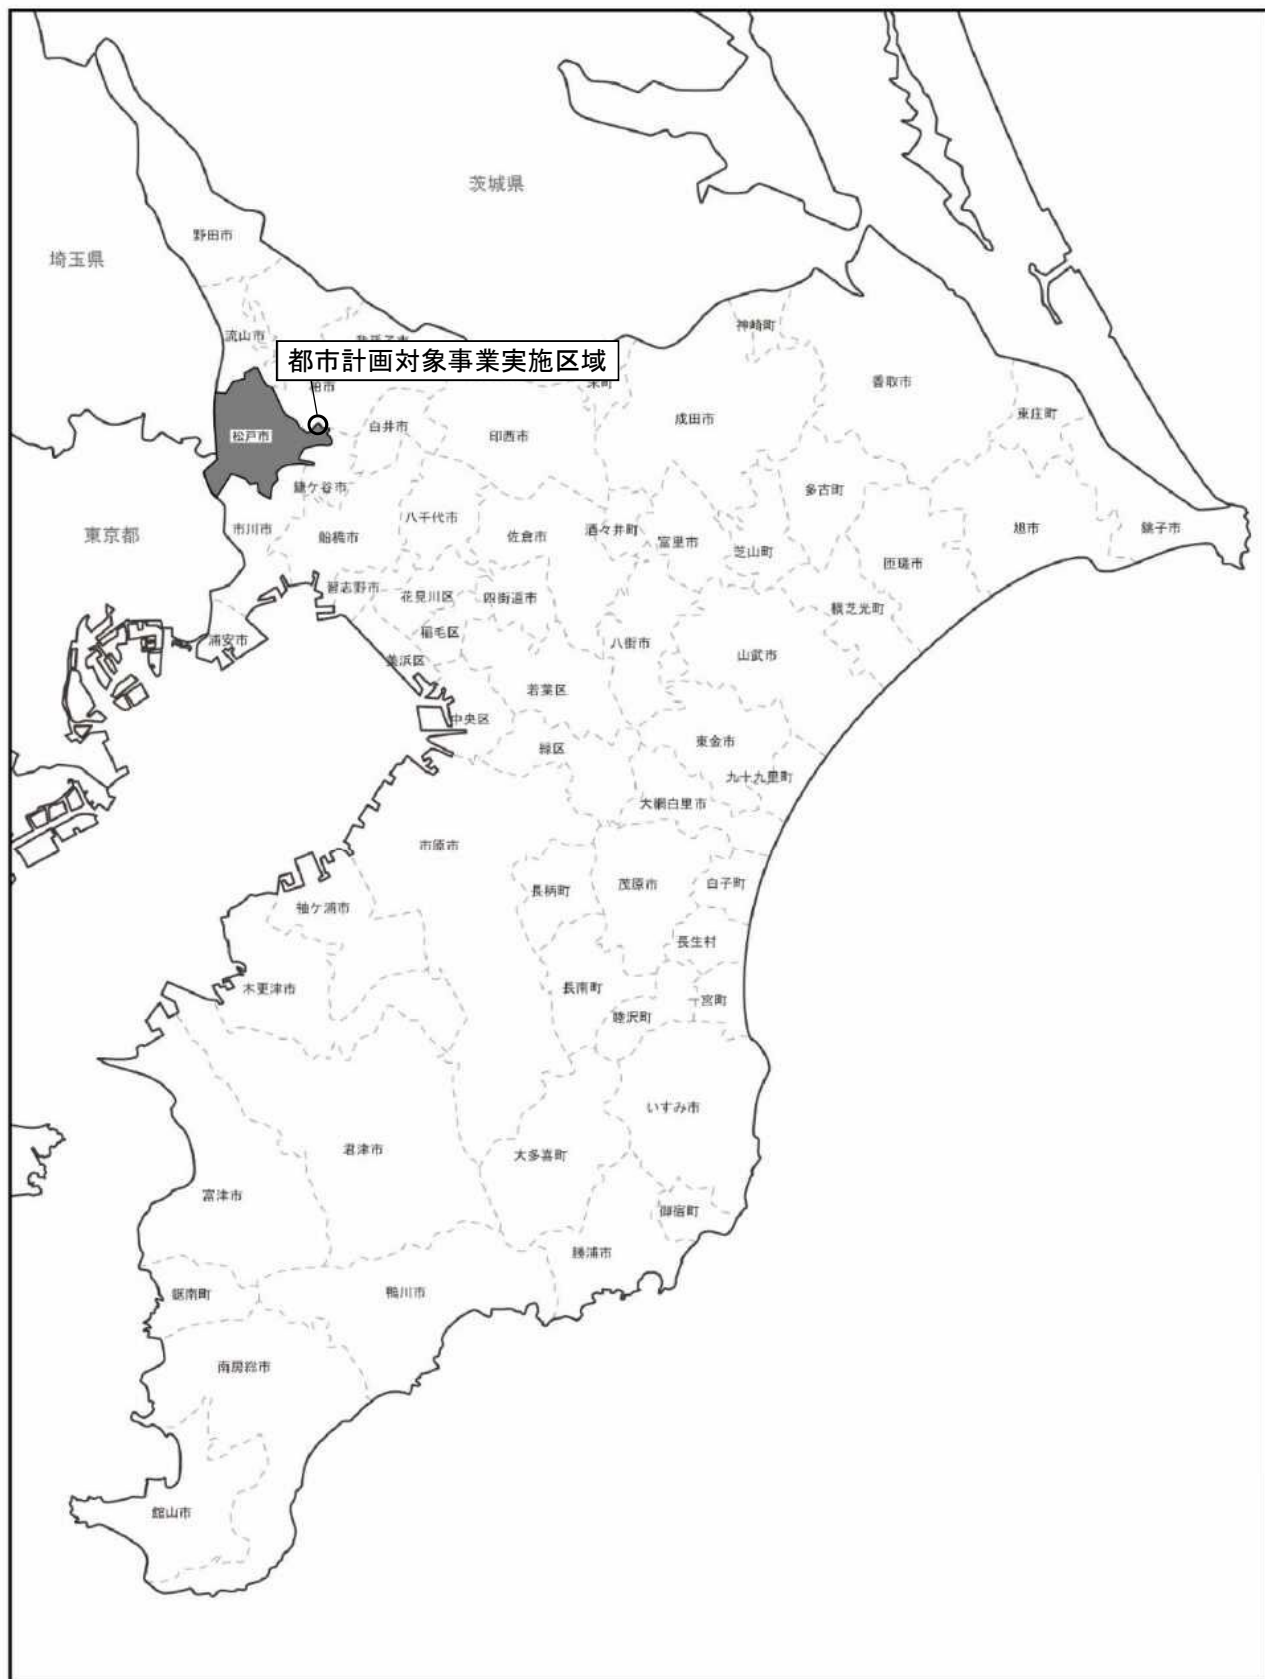 茨城県
野田市
埼玉県
神崎町
流山市
我孫子市
都市計画対象事業実施区域
柏市
栄町
香取市
東庄町
成田市
白井市
印西市
松戸市
鎌ケ谷市
多古町
八千代市
市川市
船橋市
佐倉市
酒々井町
富里市
芝山町
旭市
銚子市
東京都
匝瑳市
習志野市
花見川区
四街道市
横芝光町
稲毛区
浦安市
八街市
美浜区
山武市
若葉区
中央区
緑区
東金市
九十九里町
大網白里市
市原市
長柄町
茂原市
白子町
袖ケ浦市
長生村
木更津市
長南町
一宮町
睦沢町
いすみ市
君津市
大多喜町
富津市
御宿町
勝浦市
鋸南町
鴨川市
南房総市
館山市